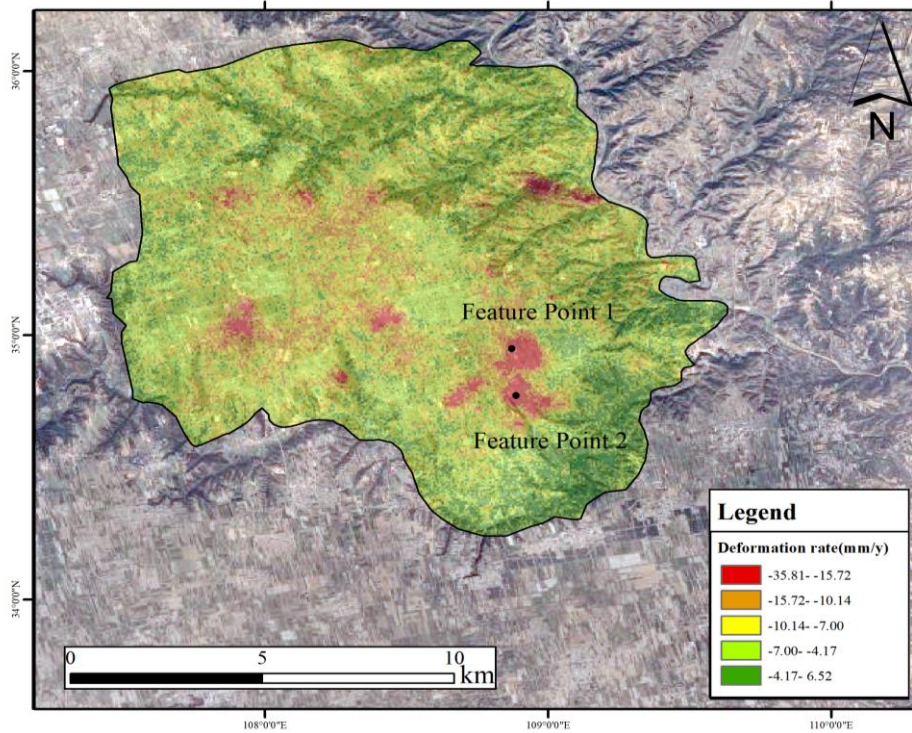 36°0'0"N
N
Feature Point 1
35°0'0"N
Feature Point 2
Legend
Deformation rate(mm/y)
-35.81- -15.72
-15.72- -10.14
-10.14- -7.00
-7.00- -4.17
-4.17- 6.52
34°0'0"N
0 5 10
km
108°0'0"E 109°0'0"E 110°0'0"E